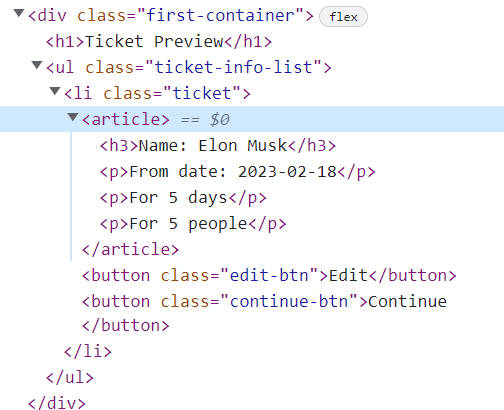 <div class="first-container"> flex
<h1>Ticket Preview</h1>
<ul class="ticket-info-list">
<li class="ticket">
<article> == $0
<h3>Name: Elon Musk</h3>
<p>From date: 2023-02-18</p>
<p>For 5 days</p>
<p>For 5 people</p>
</article>
<button class="edit-btn">Edit</button>
<button class="continue-btn">Continue
</button>
</li>
</ul>
</div>